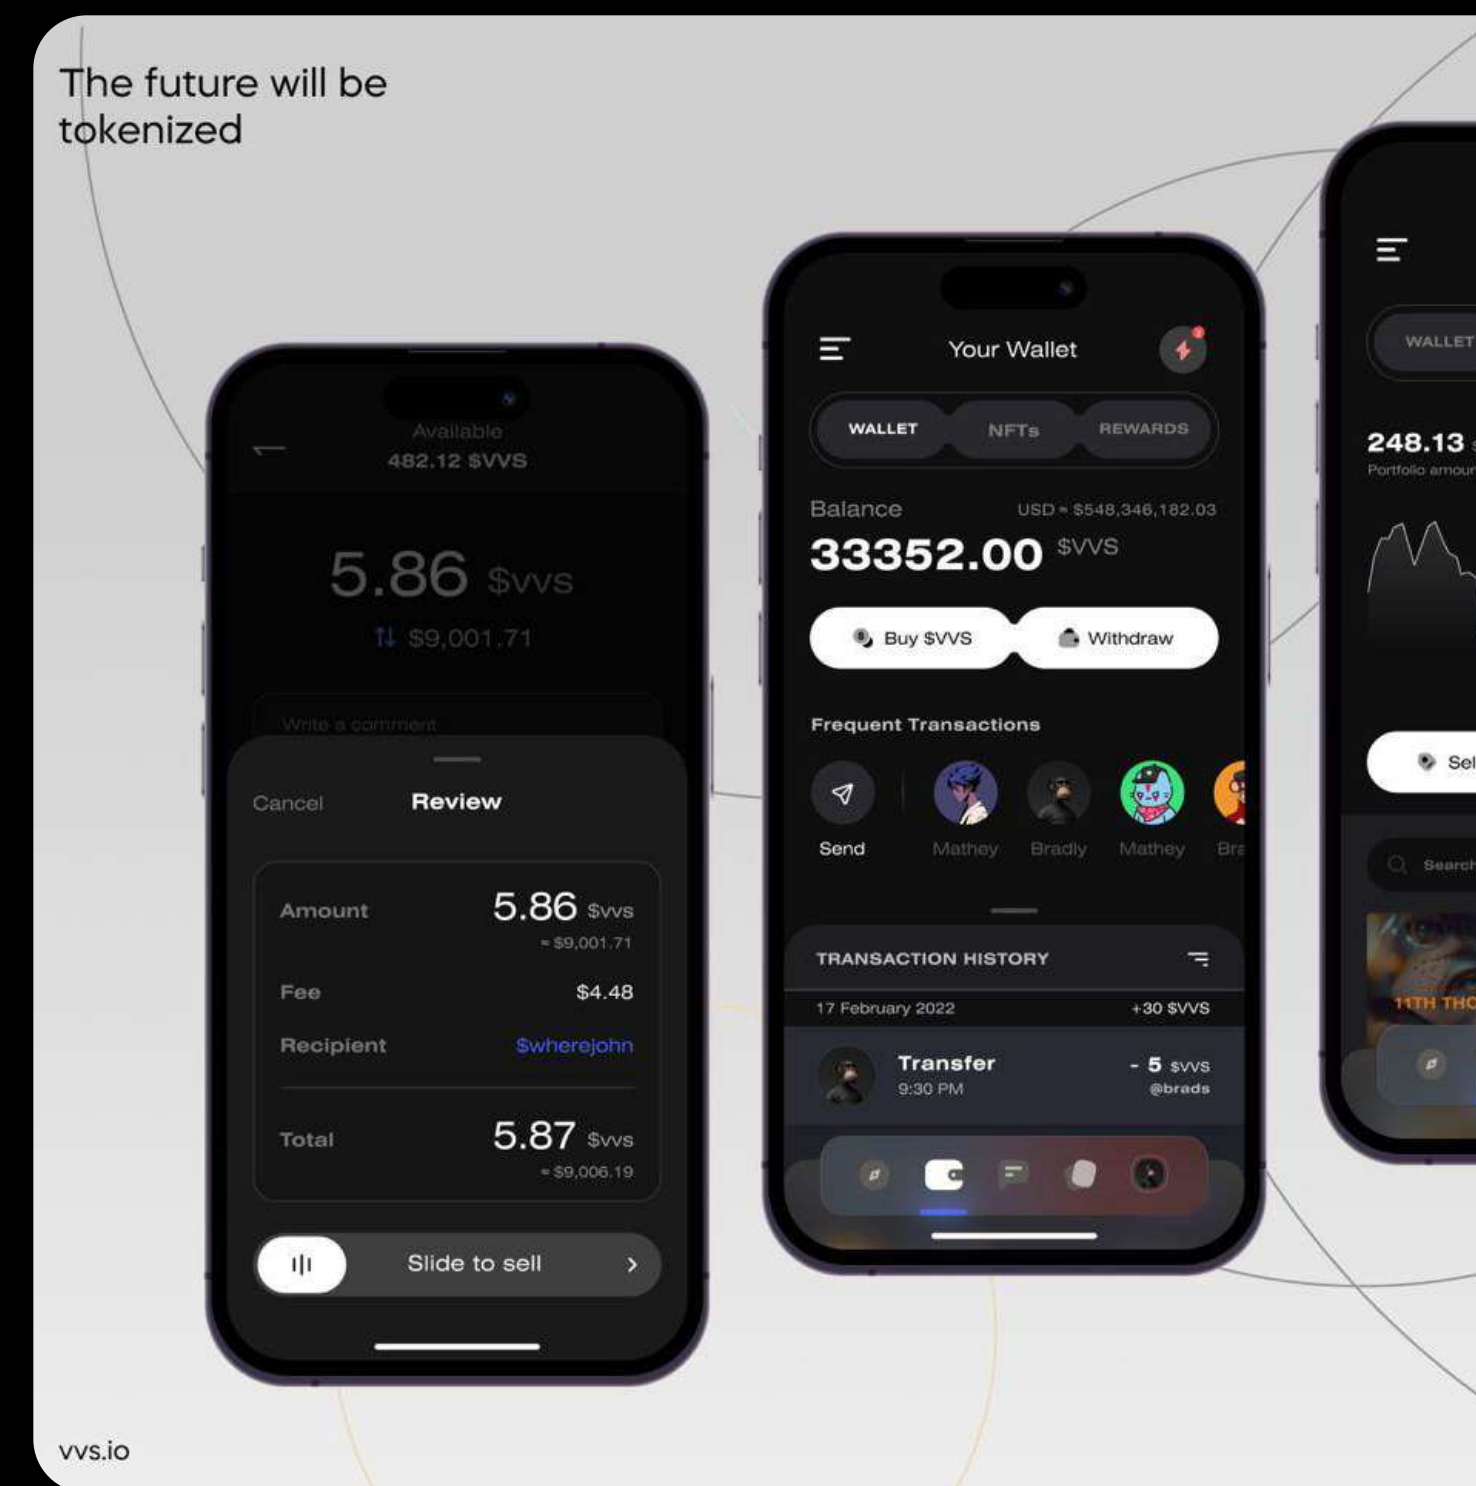 The future will be
tokenized
Available
482.12 $VVS
5.86 $vvs
$9,001.71
Write a comment
Cancel Review
Amount 5.86 $vvs
≈ $9,001.71
Fee $4.48
Recipient $wherejohn
Total 5.87 $vvs
≈ $9,006.19
Slide to sell
Your Wallet
WALLET NFTs REWARDS
Balance USD ≈ $548,346,182.03
33352.00 $VVS
Buy $VVS Withdraw
Frequent Transactions
Send Mathey Bradly Mathey
TRANSACTION HISTORY
17 February 2022 +30 $VVS
Transfer - 5 $VVS
9:30 PM @brads
WALLET
248.13
Portfolio
Search
11TH
vvs.io